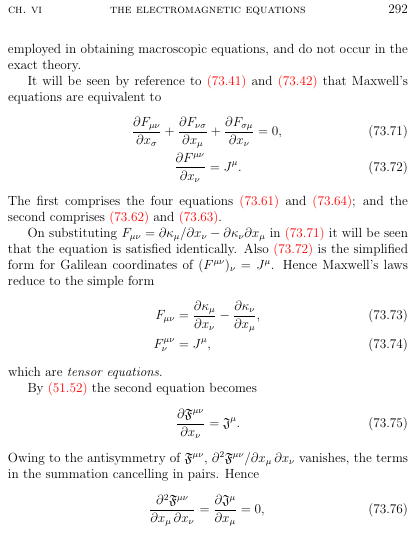 CH. VI THE ELECTROMAGNETIC EQUATIONS 292
employed in obtaining macroscopic equations, and do not occur in the
exact theory.
It will be seen by reference to (73.41) and (73.42) that Maxwell's
equations are equivalent to
∂F_{μν}/∂x_σ + ∂F_{νσ}/∂x_μ + ∂F_{σμ}/∂x_ν = 0, (73.71)
∂F^{μν}/∂x_ν = J^μ. (73.72)
The first comprises the four equations (73.61) and (73.64); and the
second comprises (73.62) and (73.63).
On substituting F_{μν} = ∂κ_μ/∂x_ν − ∂κ_ν∂x_μ in (73.71) it will be seen
that the equation is satisfied identically. Also (73.72) is the simplified
form for Galilean coordinates of (F^{μν})_ν = J^μ. Hence Maxwell's laws
reduce to the simple form
F_{μν} = ∂κ_μ/∂x_ν − ∂κ_ν/∂x_μ, (73.73)
F^{μν}_ν = J^μ, (73.74)
which are tensor equations.
By (51.52) the second equation becomes
∂𝔉^{μν}/∂x_ν = 𝔍^μ. (73.75)
Owing to the antisymmetry of 𝔉^{μν}, ∂²𝔉^{μν}/∂x_μ ∂x_ν vanishes, the terms
in the summation cancelling in pairs. Hence
∂²𝔉^{μν}/∂x_μ ∂x_ν = ∂𝔍^μ/∂x_μ = 0, (73.76)